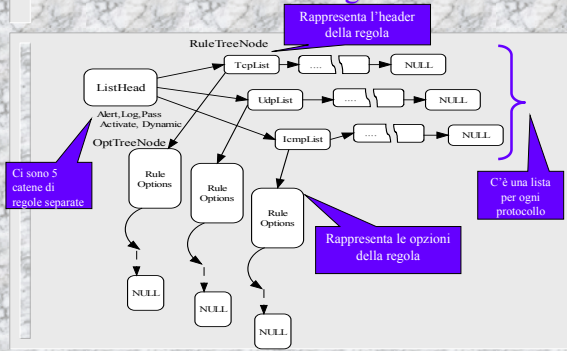 Rappresenta l'header
della regola
RuleTreeNode
TcpList
....
NULL
ListHead
UdpList
....
NULL
Alert,Log,Pass
Activate, Dynamic
IcmpList
....
NULL
OptTreeNode
Ci sono 5
catene di
regole separate
Rule
Options
Rule
Options
Rule
Options
C'è una lista
per ogni
protocollo
Rappresenta le opzioni
della regola
NULL
NULL
NULL